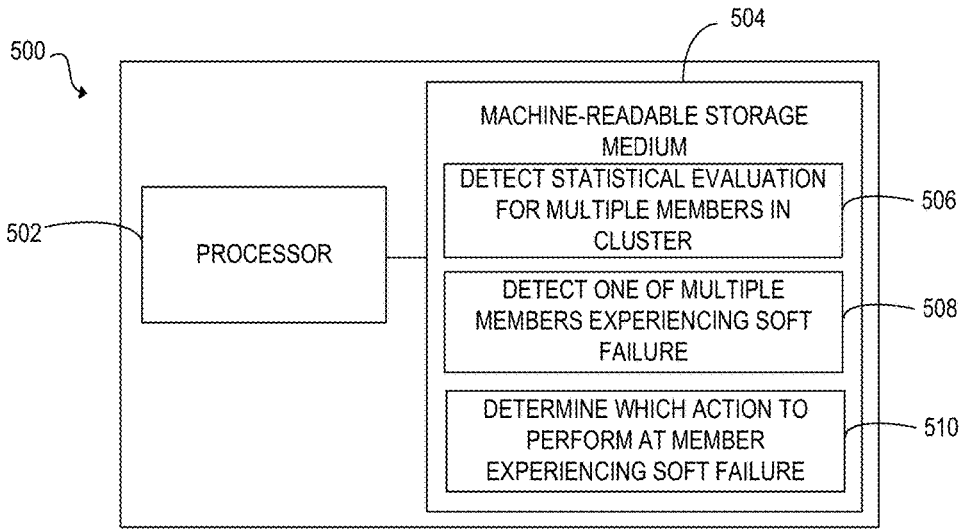 504
500
MACHINE-READABLE STORAGE
MEDIUM
DETECT STATISTICAL EVALUATION
FOR MULTIPLE MEMBERS IN
CLUSTER
506
502
PROCESSOR
DETECT ONE OF MULTIPLE
MEMBERS EXPERIENCING SOFT
FAILURE
508
DETERMINE WHICH ACTION TO
PERFORM AT MEMBER
EXPERIENCING SOFT FAILURE
510